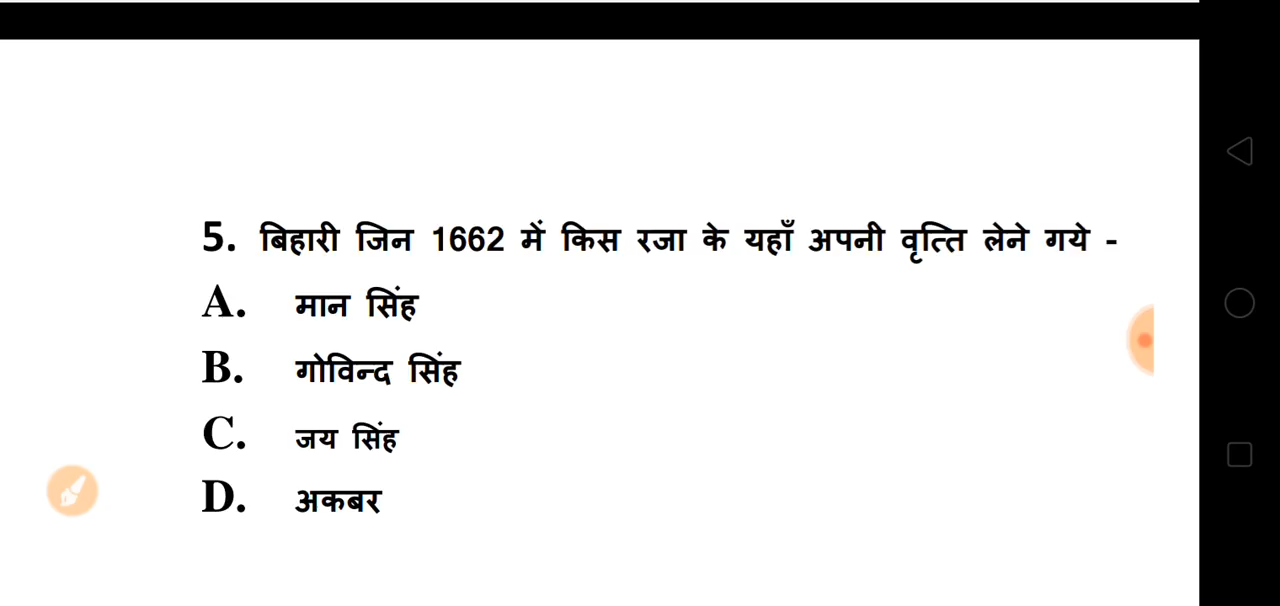 5. बिहारी जिन 1662 में किस रजा के यहाँ अपनी वृत्ति लेने गये -
A. मान सिंह
B. गोविन्द सिंह
C. जय सिंह
D. अकबर